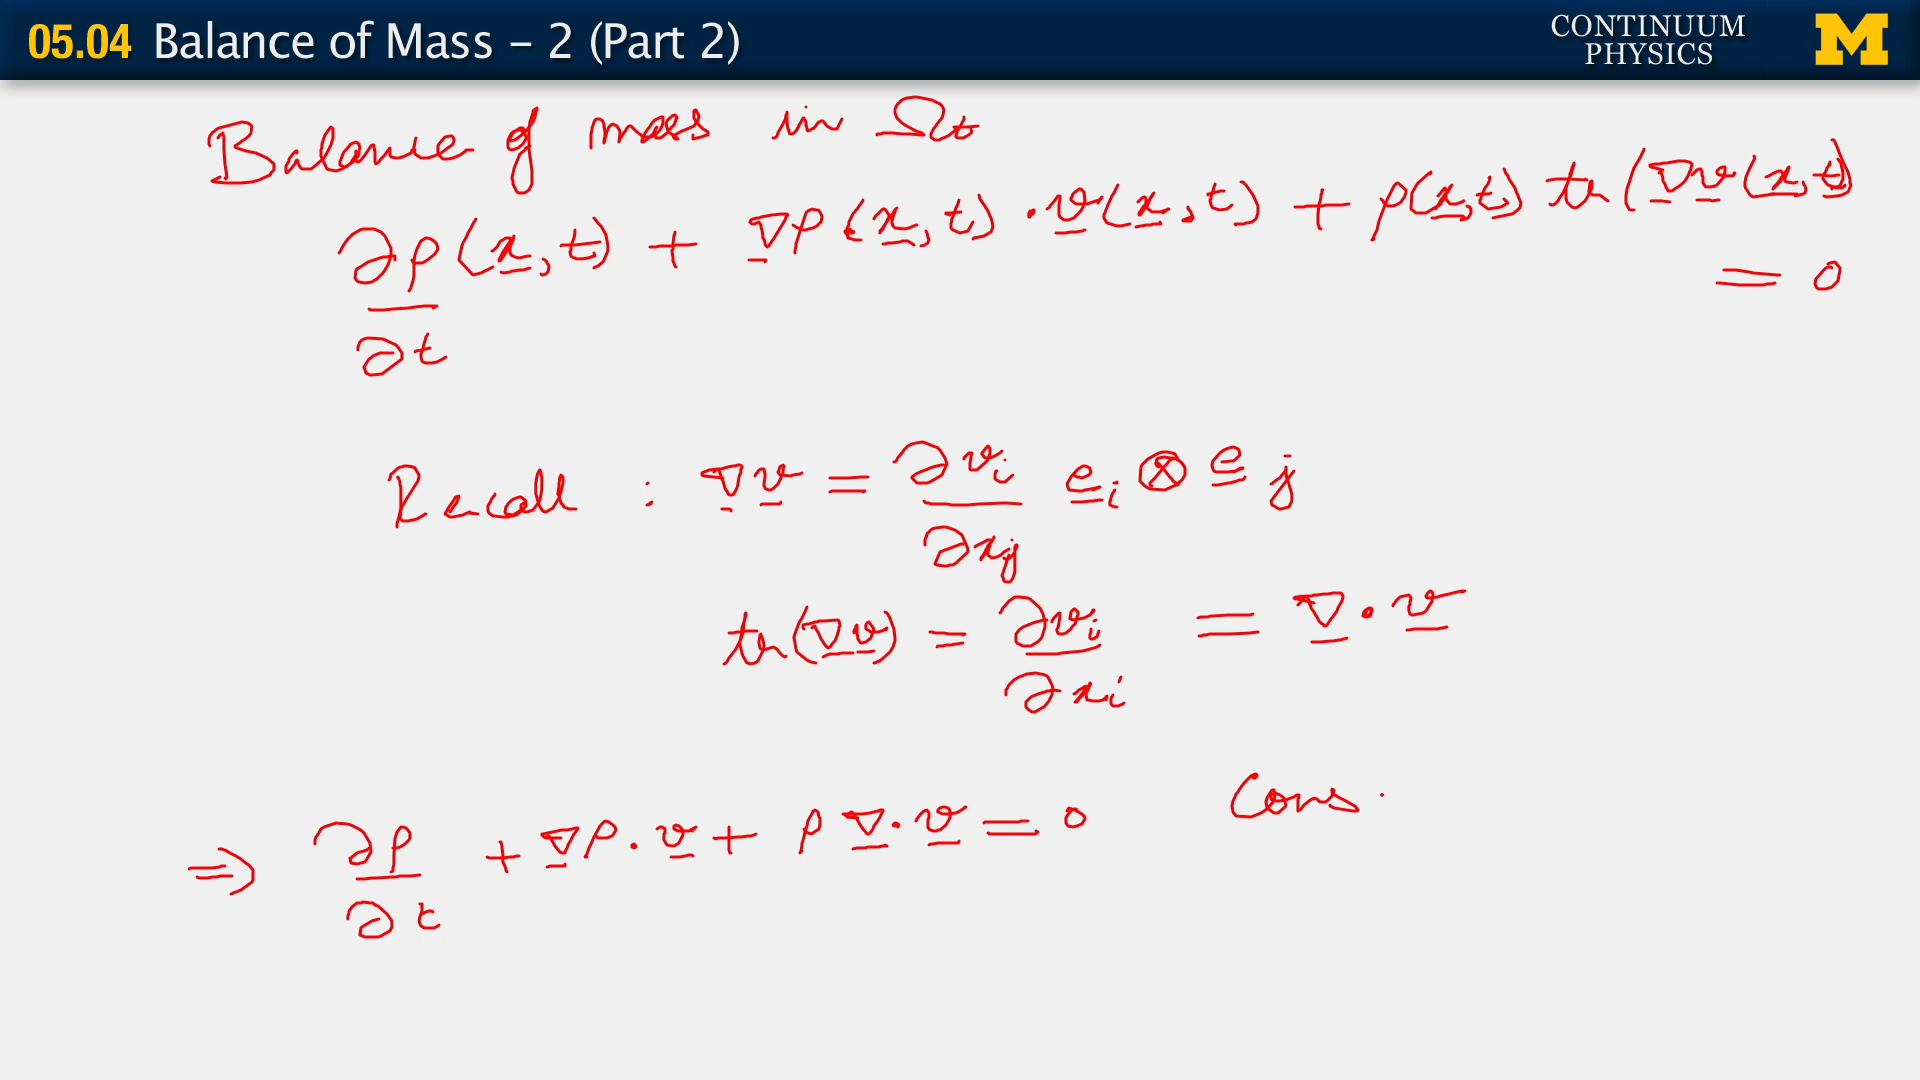 05.04 Balance of Mass – 2 (Part 2)
CONTINUUM
PHYSICS
M
Balance of mass in Ωt
∂ρ/∂t (x,t) + ∇ρ(x,t)·v(x,t) + ρ(x,t) tr(∇v(x,t)
= 0
Recall : ∇v = ∂vi/∂xj ei ⊗ ej
tr(∇v) = ∂vi/∂xi = ∇·v
⇒ ∂ρ/∂t + ∇ρ·v + ρ∇·v = 0 Cons.